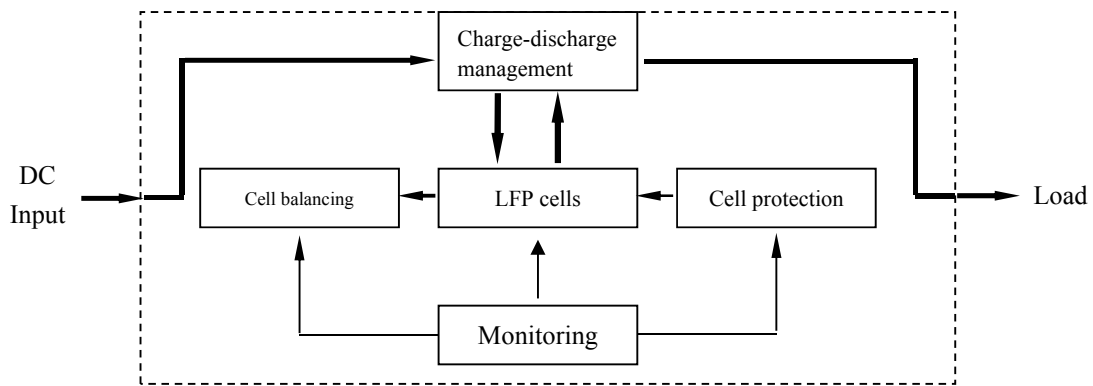 Charge-discharge
management
DC
Input
Cell balancing
LFP cells
Cell protection
Load
Monitoring